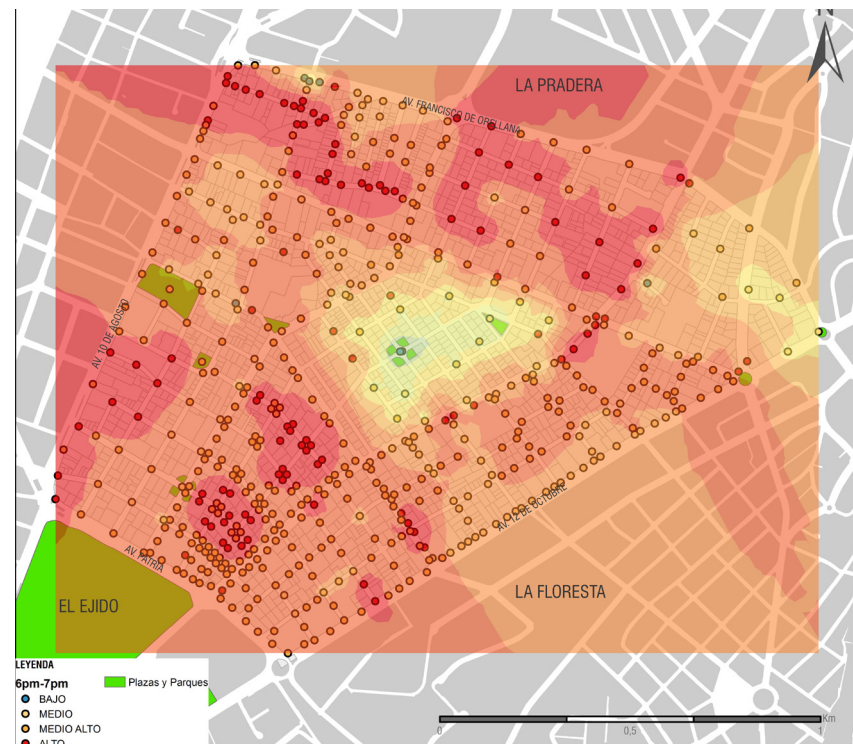 N
LA PRADERA
AV. FRANCISCO DE ORELLANA
AV. 10 DE AGOSTO
AV. 12 DE OCTUBRE
AV. PATRIA
EL EJIDO
LA FLORESTA
LEYENDA
6pm-7pm
Plazas y Parques
BAJO
MEDIO
MEDIO ALTO
ALTO
Km
0
0,5
1